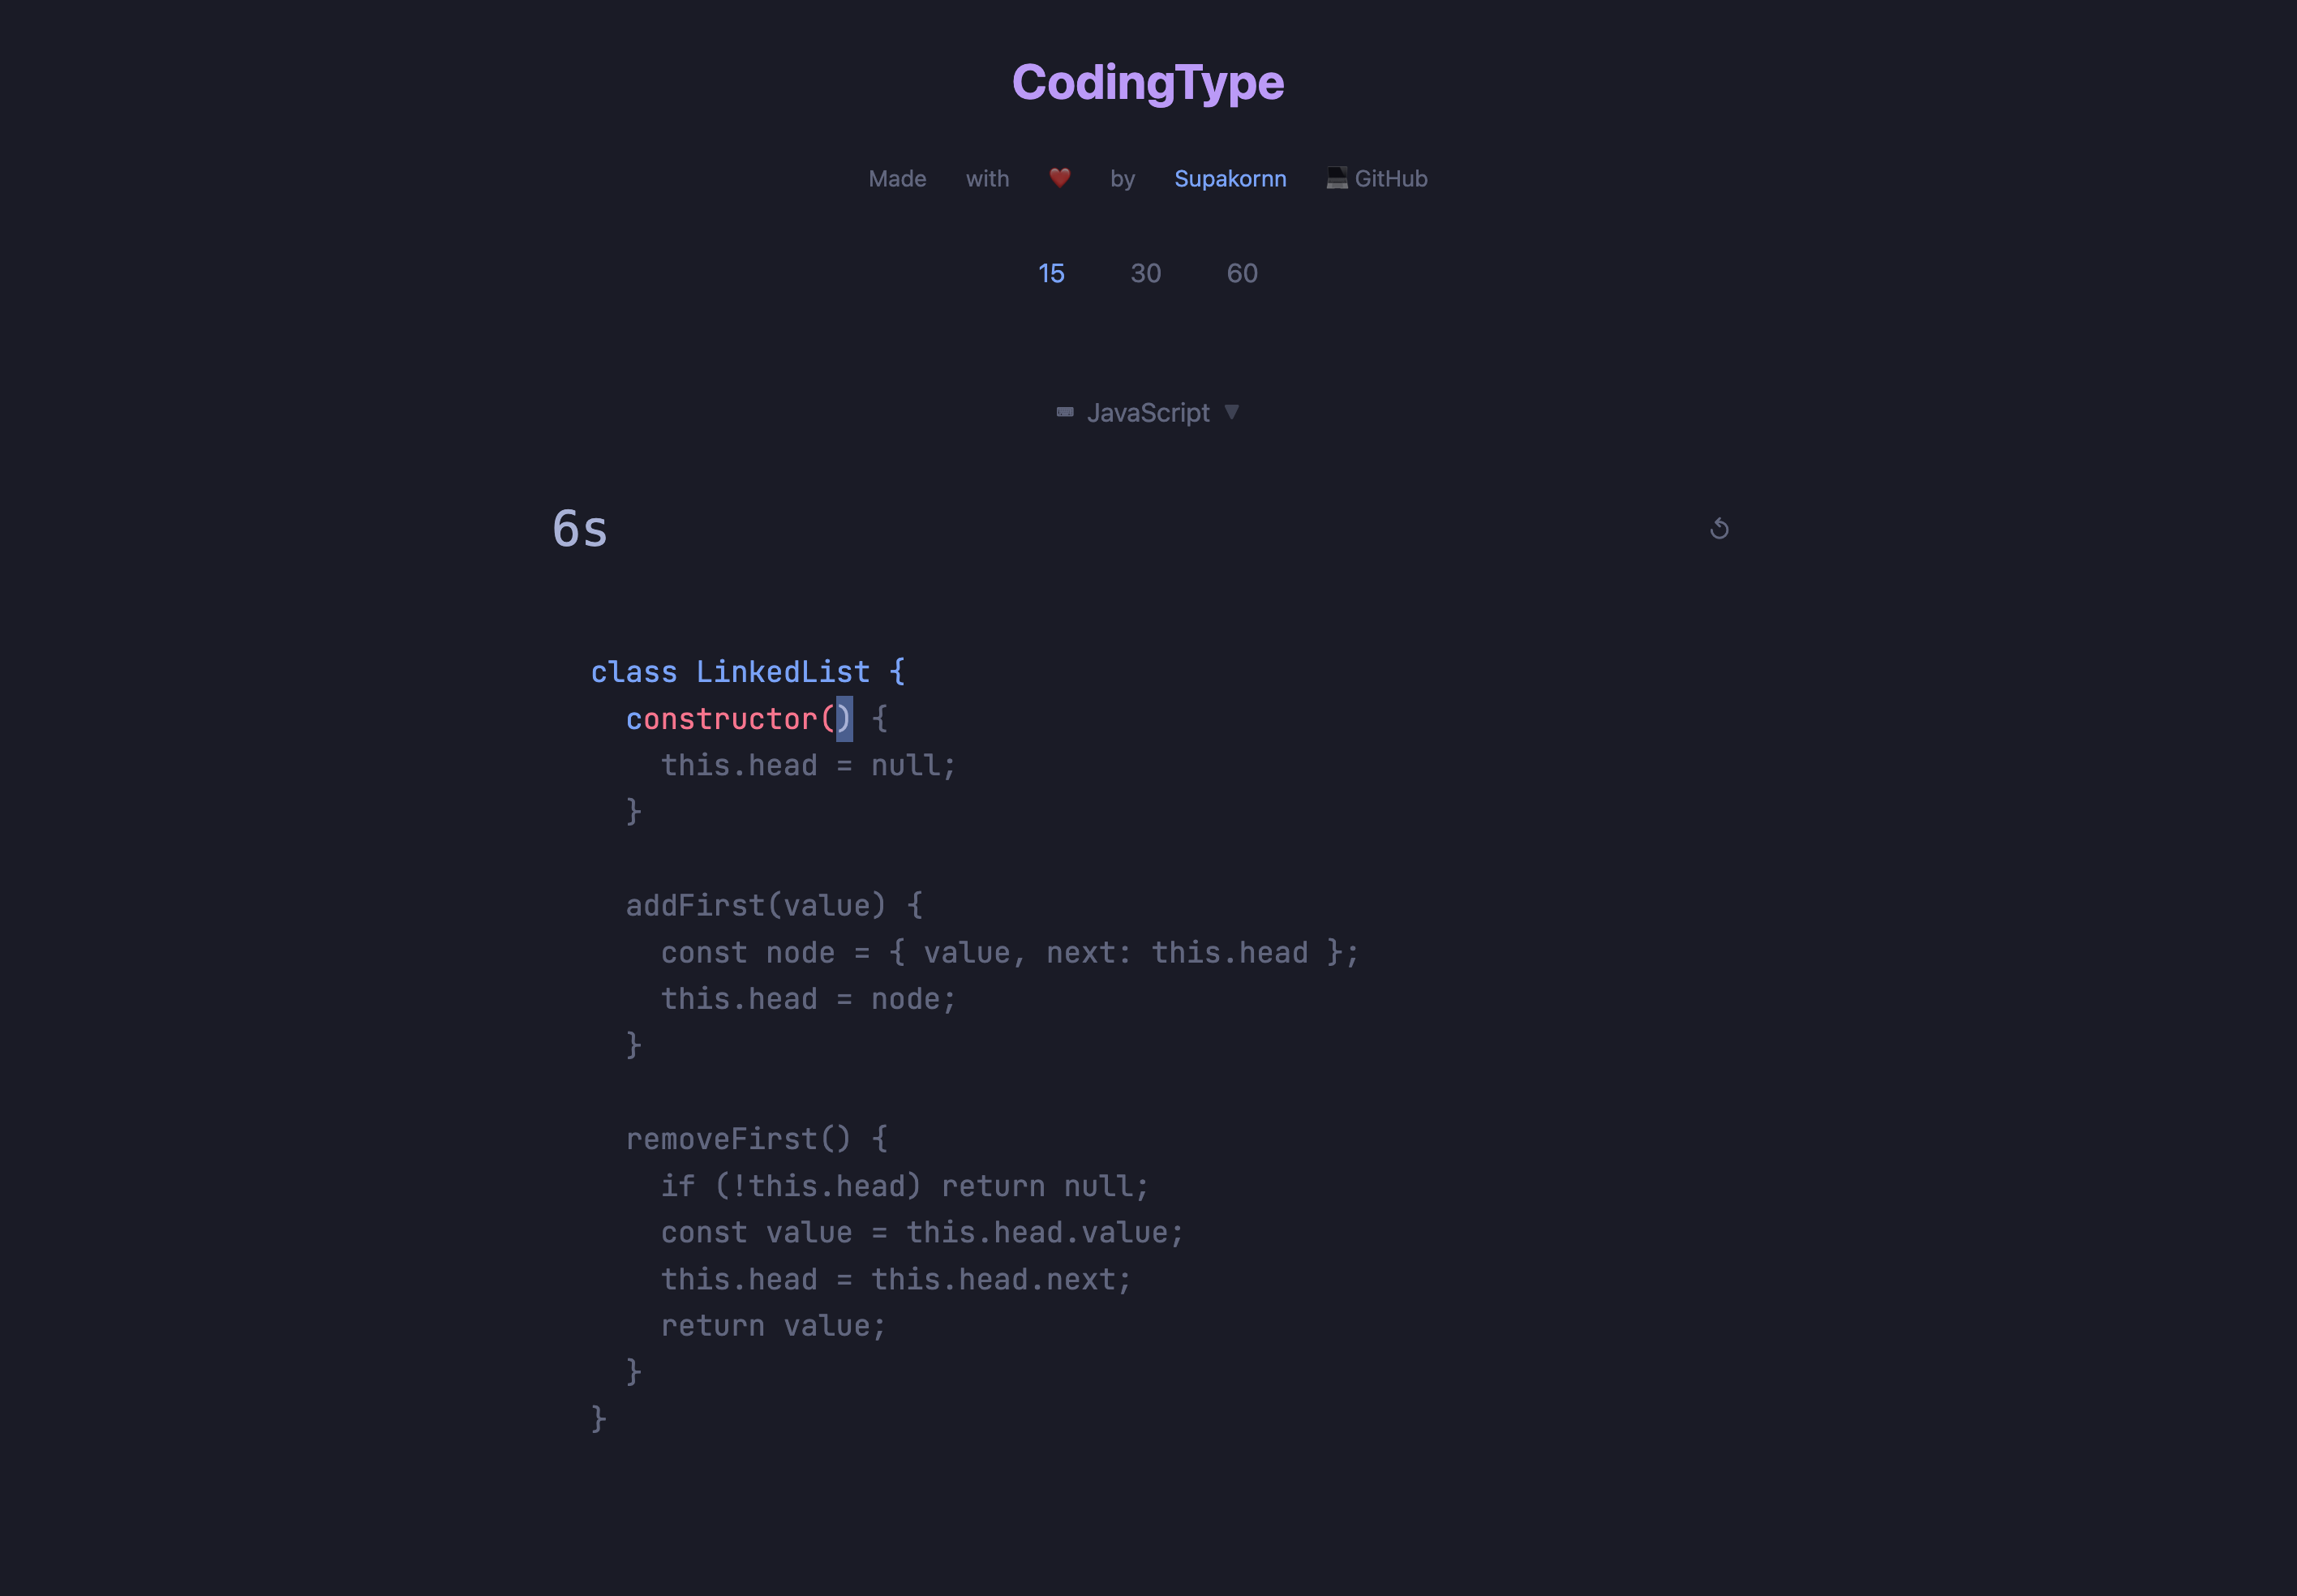 CodingType
Made with ❤️ by Supakornn 💻 GitHub
15 30 60
⌨ JavaScript ▼
6s
class LinkedList {
  constructor() {
    this.head = null;
  }

  addFirst(value) {
    const node = { value, next: this.head };
    this.head = node;
  }

  removeFirst() {
    if (!this.head) return null;
    const value = this.head.value;
    this.head = this.head.next;
    return value;
  }
}